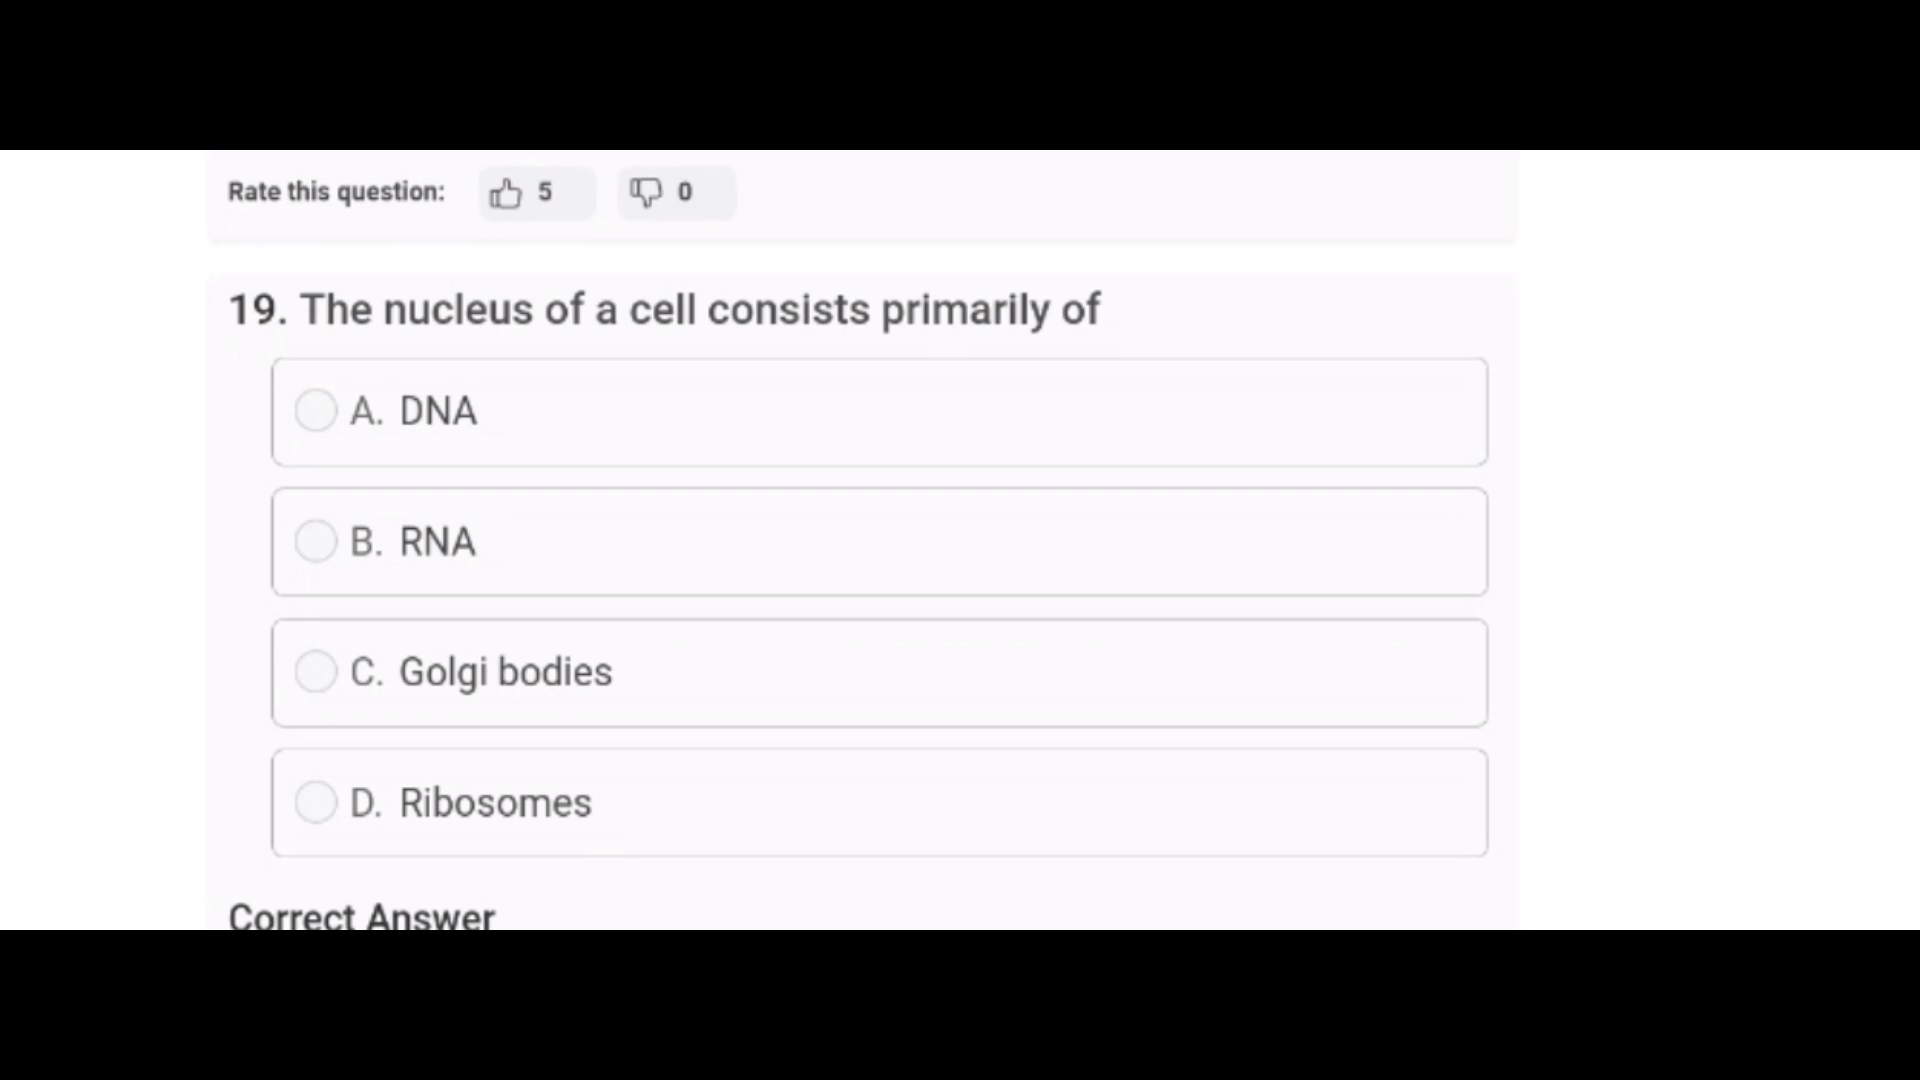 Rate this question: 5 0
19. The nucleus of a cell consists primarily of
A. DNA
B. RNA
C. Golgi bodies
D. Ribosomes
Correct Answer